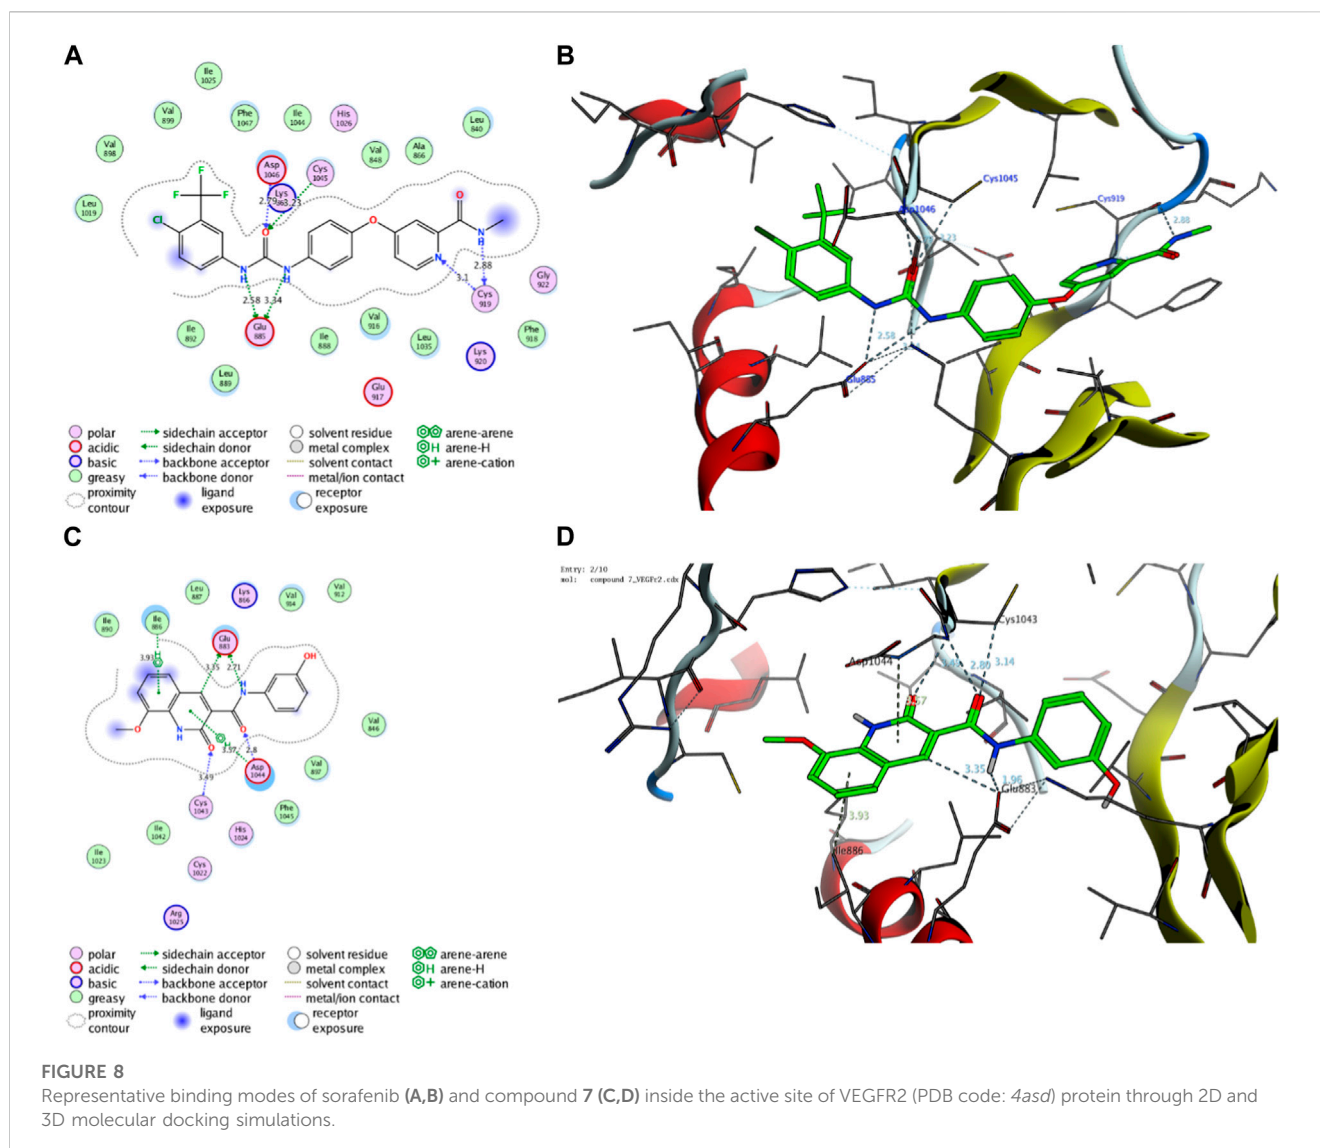 A
B
Ile
1025
Val
899
Phe
1047
Ile
1044
His
1026
Leu
840
Val
898
Val
848
Ala
866
Asp
1046
Cys
1045
Lys
Leu
1019
F
F
F
Cl
2.79
3.23
O
O
O
N
H
N
H
N
N
H
2.58
3.34
3.1
2.88
Cys
919
Gly
922
Glu
885
Ile
892
Ile
888
Val
916
Leu
1035
Lys
920
Phe
918
Leu
889
Glu
917
Cys1045
Cys919
Asp1046
2.88
3.23
2.58
Glu885
polar
acidic
basic
greasy
proximity
contour
sidechain acceptor
sidechain donor
backbone acceptor
backbone donor
ligand
exposure
solvent residue
metal complex
solvent contact
metal/ion contact
receptor
exposure
arene-arene
H arene-H
+ arene-cation
C
D
Leu
887
Lys
866
Val
914
Val
912
Ile
890
Ile
886
Glu
883
H
3.93
3.35
2.71
OH
NH
O
NH
O
O
H
3.37
2.8
3.49
Asp
1044
Val
846
Val
897
Cys
1043
Phe
1045
His
1024
Ile
1042
Ile
1023
Cys
1022
Arg
1025
Entry: 2/10
mol: compound 7_VEGFr2.cdx
Cys1043
Asp1044
2.80
3.14
3.35
1.96
Glu883
3.93
Ile886
polar
acidic
basic
greasy
proximity
contour
sidechain acceptor
sidechain donor
backbone acceptor
backbone donor
ligand
exposure
solvent residue
metal complex
solvent contact
metal/ion contact
receptor
exposure
arene-arene
H arene-H
+ arene-cation
FIGURE 8
Representative binding modes of sorafenib (A,B) and compound 7 (C,D) inside the active site of VEGFR2 (PDB code: 4asd) protein through 2D and
3D molecular docking simulations.